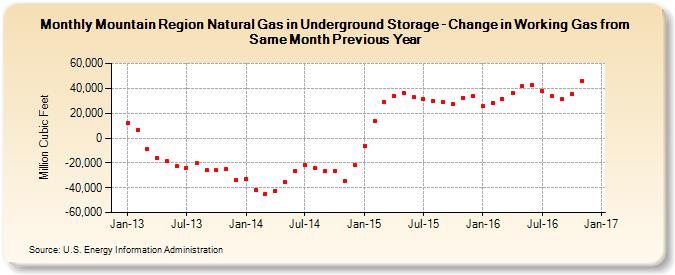 Monthly Mountain Region Natural Gas in Underground Storage - Change in Working Gas from
Same Month Previous Year
Million Cubic Feet
60,000
40,000
20,000
0
-20,000
-40,000
-60,000
Jan-13 Jul-13 Jan-14 Jul-14 Jan-15 Jul-15 Jan-16 Jul-16 Jan-17
Source: U.S. Energy Information Administration